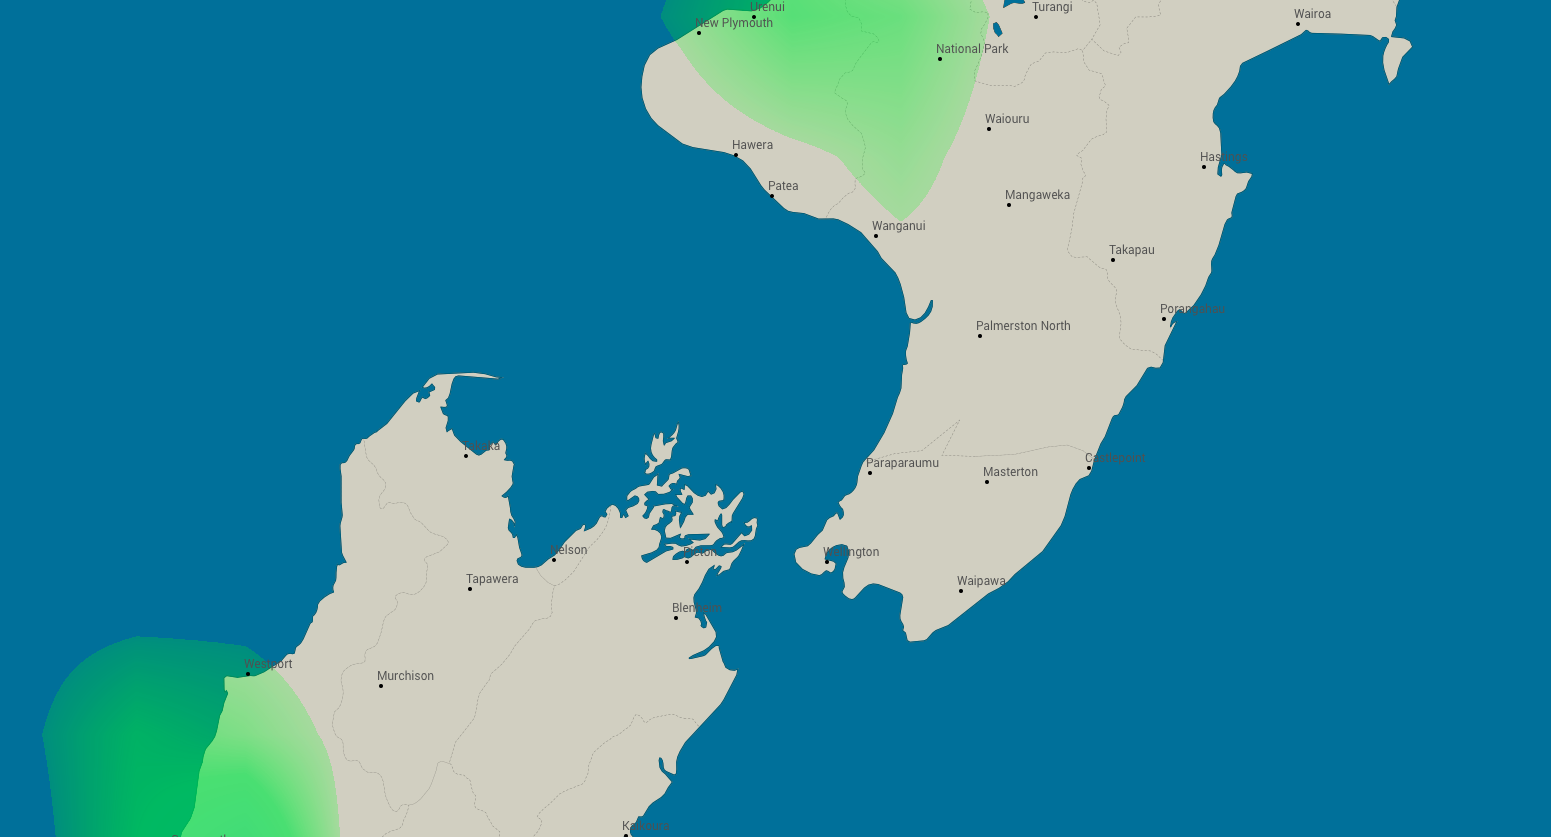 Urenui
Turangi
Wairoa
New Plymouth
National Park
Waiouru
Hawera
Hastings
Patea
Mangaweka
Wanganui
Takapau
Porangahau
Palmerston North
Takaka
Castlepoint
Paraparaumu
Masterton
Nelson
Picton
Wellington
Tapawera
Waipawa
Blenheim
Westport
Murchison
Kaikoura